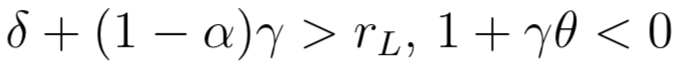 δ + (1 − α)γ > r_L, 1 + γθ < 0